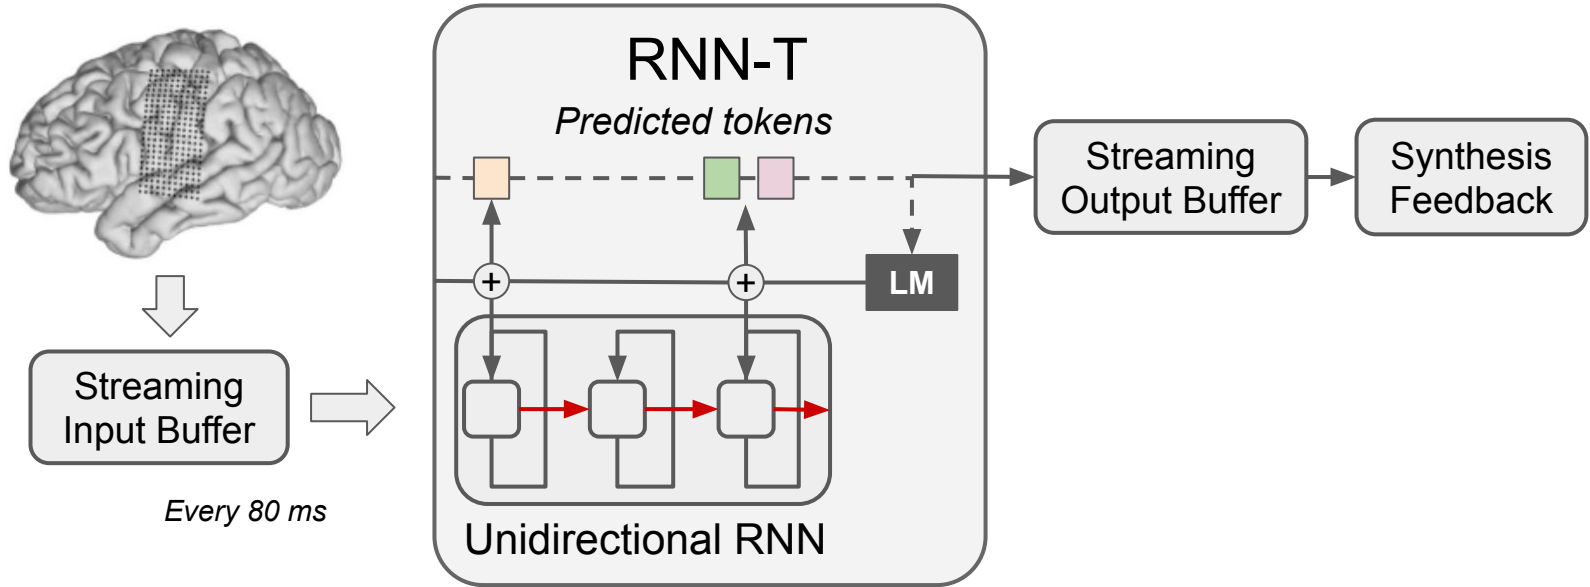 RNN-T
Predicted tokens
+
+
LM
Unidirectional RNN
Streaming
Input Buffer
Every 80 ms
Streaming
Output Buffer
Synthesis
Feedback